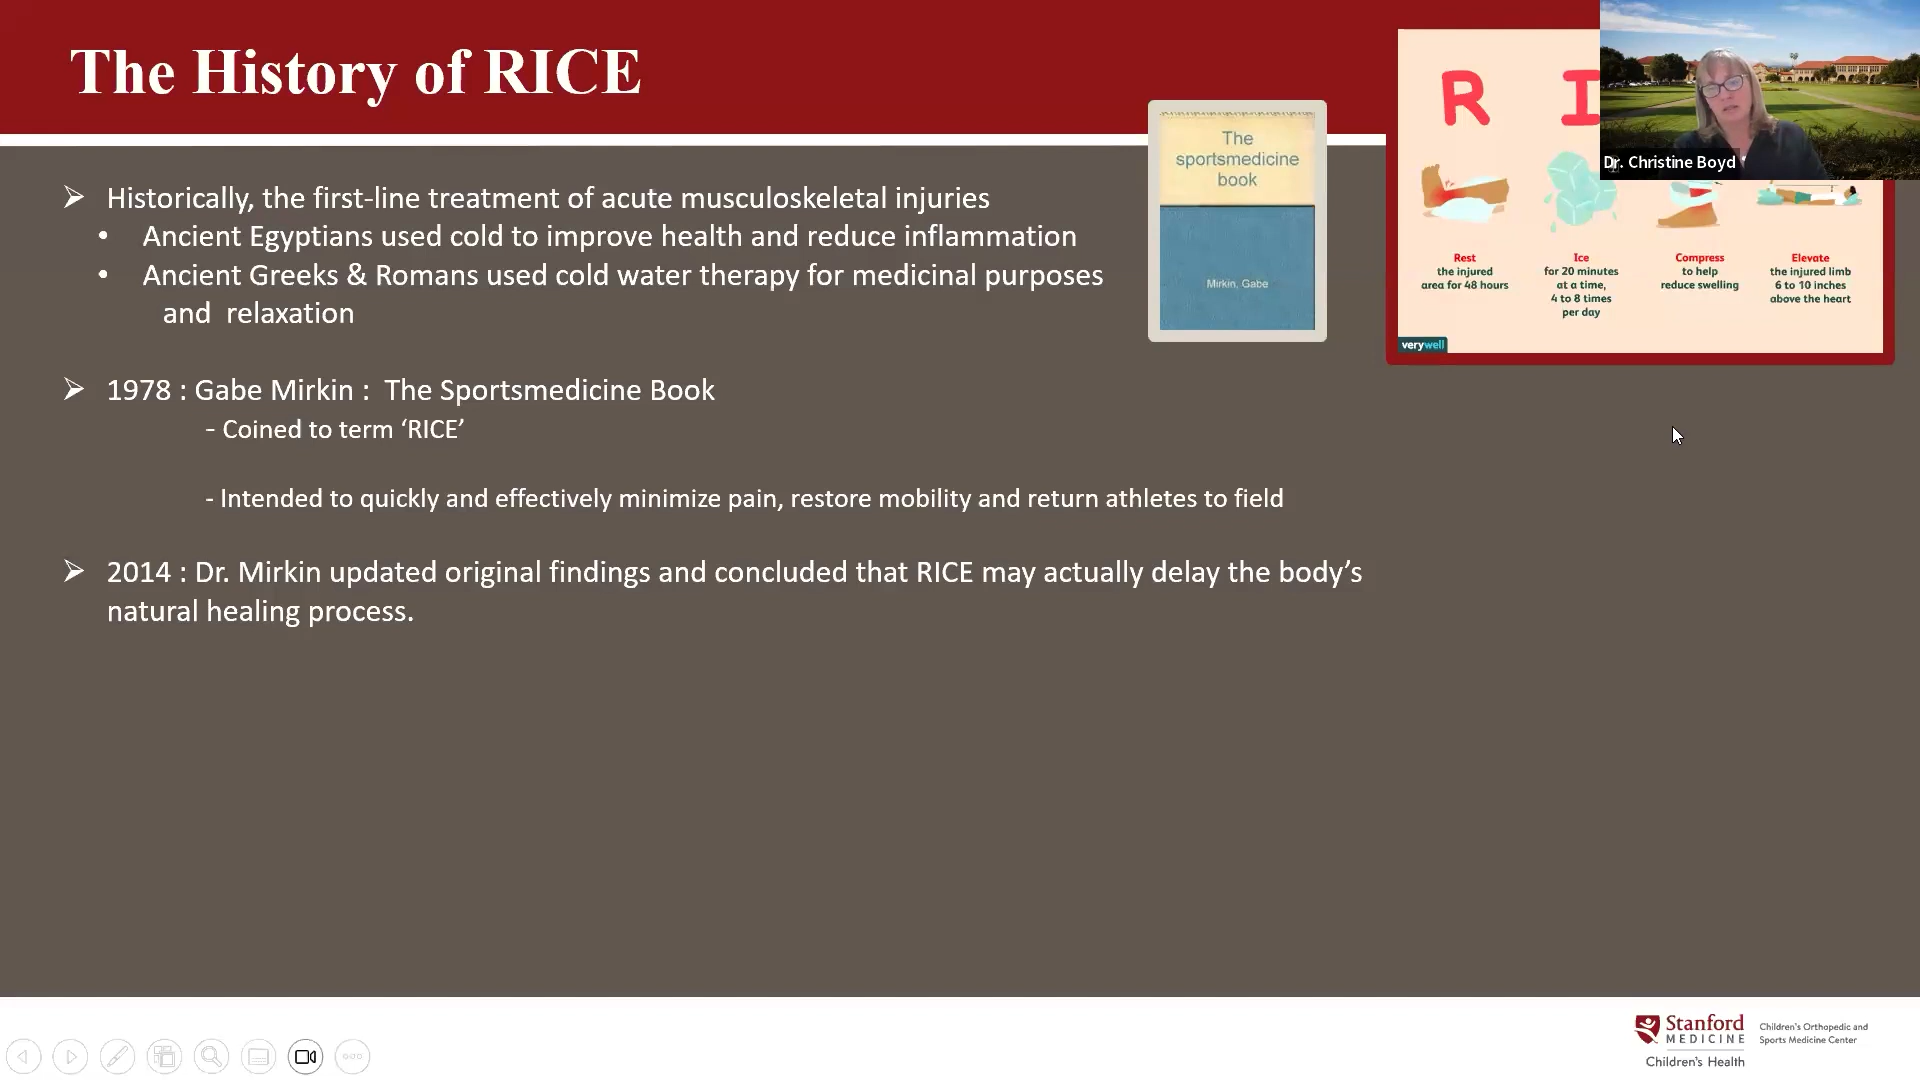 The History of RICE
Historically, the first-line treatment of acute musculoskeletal injuries
• Ancient Egyptians used cold to improve health and reduce inflammation
• Ancient Greeks & Romans used cold water therapy for medicinal purposes
and relaxation
1978 : Gabe Mirkin : The Sportsmedicine Book
- Coined to term ‘RICE’
- Intended to quickly and effectively minimize pain, restore mobility and return athletes to field
2014 : Dr. Mirkin updated original findings and concluded that RICE may actually delay the body’s
natural healing process.
The
sportsmedicine
book
Mirkin, Gabe
R I
Rest
the injured
area for 48 hours
Ice
for 20 minutes
at a time,
4 to 8 times
per day
Compress
to help
reduce swelling
Elevate
the injured limb
6 to 10 inches
above the heart
verywell
Dr. Christine Boyd
Stanford
MEDICINE
Children's Health
Children's Orthopedic and
Sports Medicine Center